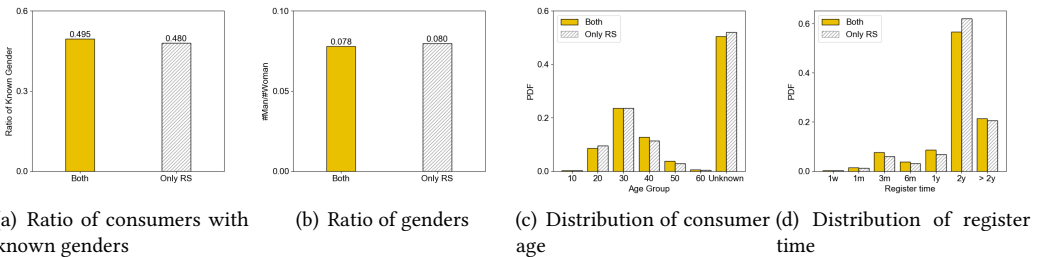 0.6
0.3
0.0
Ratio of Known Gender
0.495
0.480
Both
Only RS
0.10
0.05
0.00
#Man/#Woman
0.078
0.080
Both
Only RS
0.6
0.4
0.2
0.0
PDF
Both
Only RS
10 20 30 40 50 60 Unknown
Age Group
0.6
0.4
0.2
0.0
PDF
Both
Only RS
1w 1m 3m 6m 1y 2y > 2y
Register time
a) Ratio of consumers with
known genders
(b) Ratio of genders
(c) Distribution of consumer
age
(d) Distribution of register
time